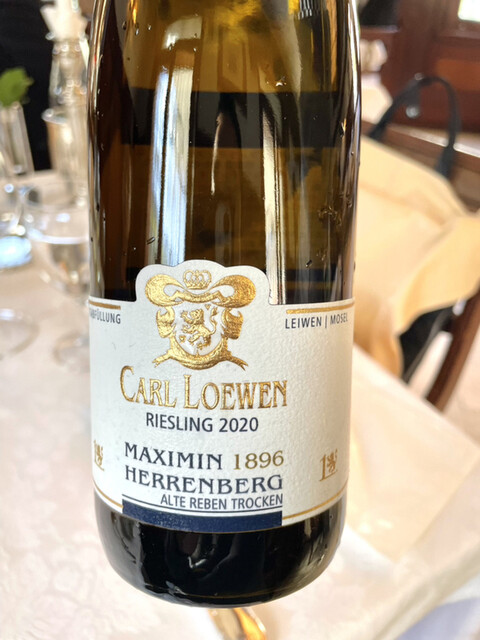 LEIWEN | MOSEL
CARL LOEWEN
RIESLING 2020
MAXIMIN 1896
HERRENBERG
ALTE REBEN TROCKEN